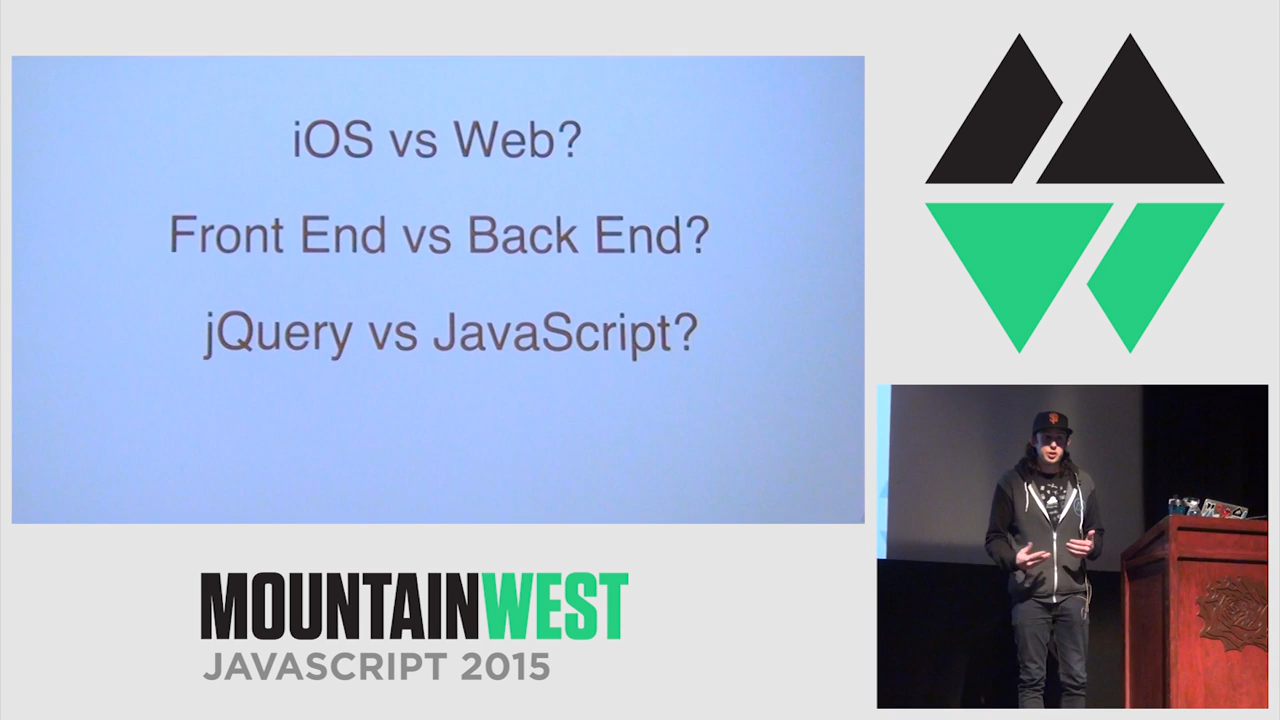 iOS vs Web?
Front End vs Back End?
jQuery vs JavaScript?
MOUNTAINWEST
JAVASCRIPT 2015